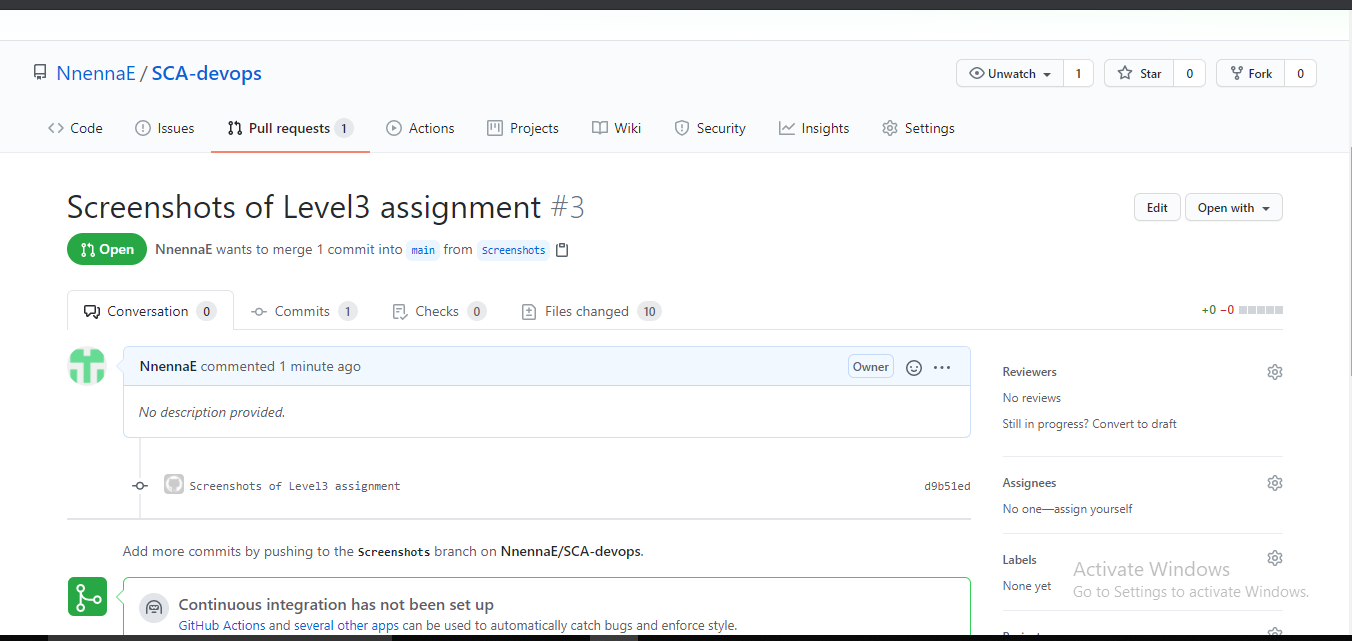 NnennaE / SCA-devops
Unwatch 1 Star 0 Fork 0
Code Issues Pull requests 1 Actions Projects Wiki Security Insights Settings
Screenshots of Level3 assignment #3
Edit Open with
Open NnennaE wants to merge 1 commit into main from Screenshots
Conversation 0 Commits 1 Checks 0 Files changed 10
+0 −0
NnennaE commented 1 minute ago
Owner
No description provided.
Screenshots of Level3 assignment d9b51ed
Add more commits by pushing to the Screenshots branch on NnennaE/SCA-devops.
Continuous integration has not been set up
GitHub Actions and several other apps can be used to automatically catch bugs and enforce style.
Reviewers
No reviews
Still in progress? Convert to draft
Assignees
No one—assign yourself
Labels
None yet
Activate Windows
Go to Settings to activate Windows.